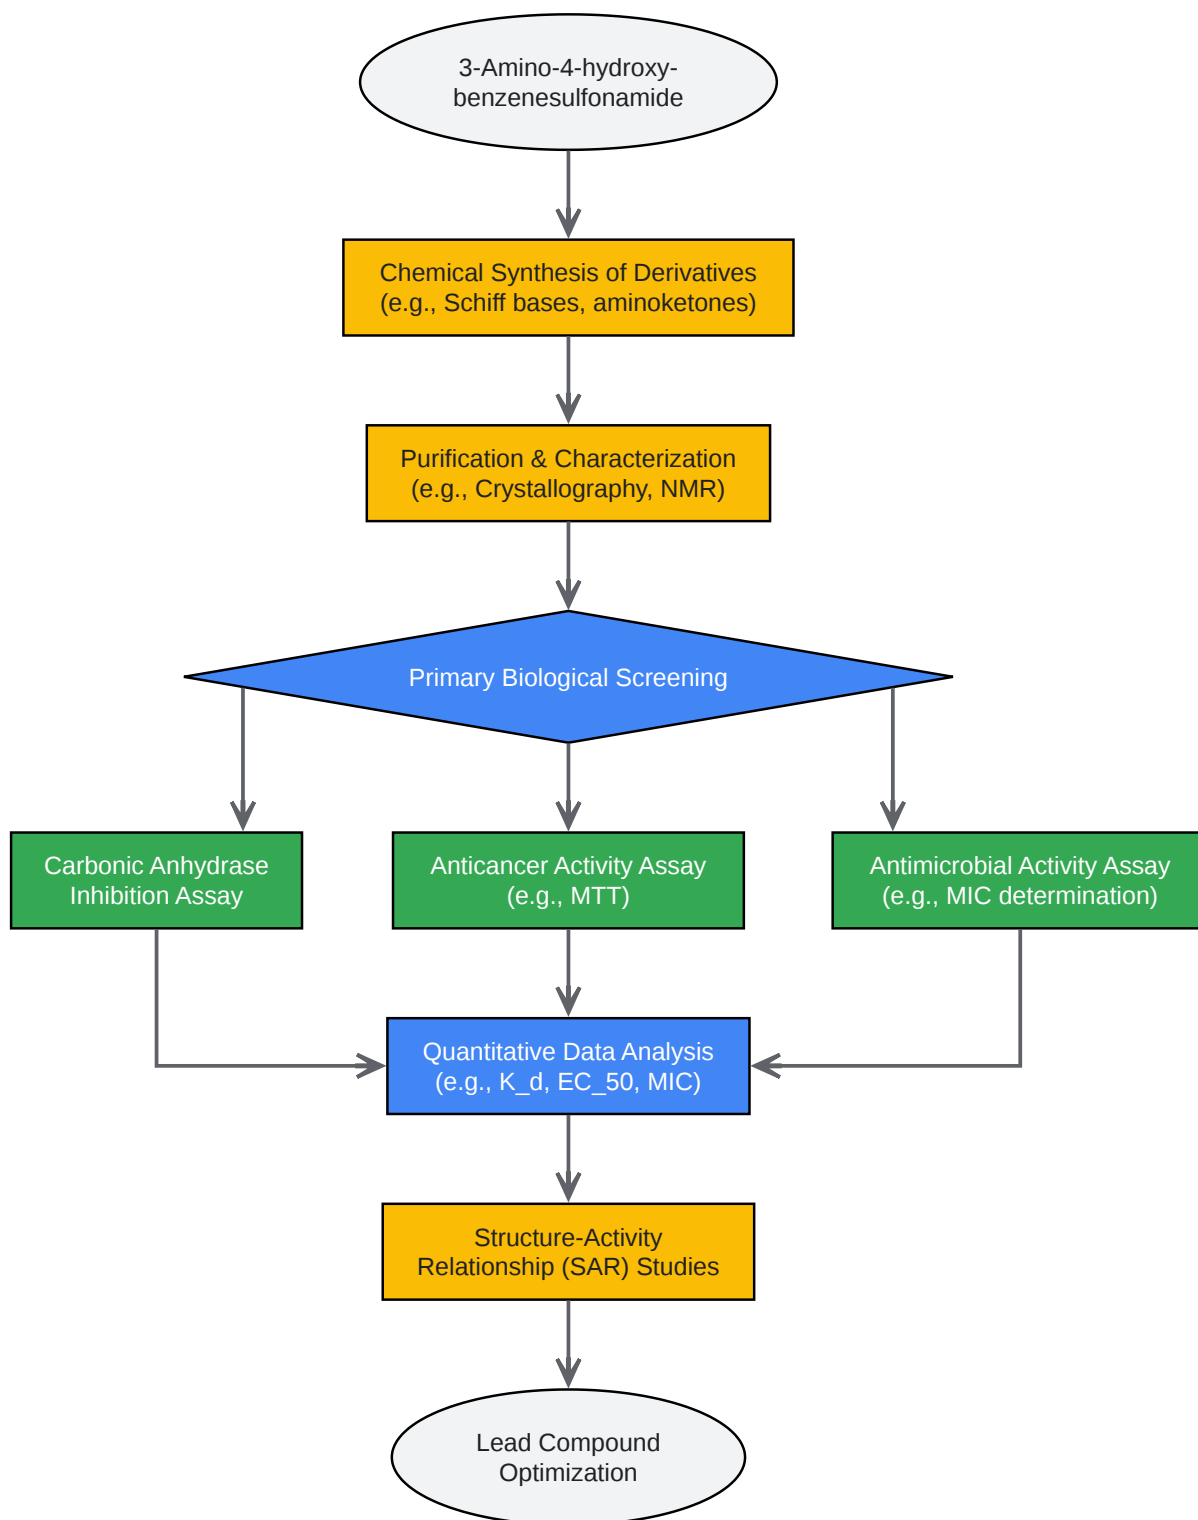 3-Amino-4-hydroxy-
benzenesulfonamide
Chemical Synthesis of Derivatives
(e.g., Schiff bases, aminoketones)
Purification & Characterization
(e.g., Crystallography, NMR)
Primary Biological Screening
Carbonic Anhydrase
Inhibition Assay
Anticancer Activity Assay
(e.g., MTT)
Antimicrobial Activity Assay
(e.g., MIC determination)
Quantitative Data Analysis
(e.g., K_d, EC_50, MIC)
Structure-Activity
Relationship (SAR) Studies
Lead Compound
Optimization